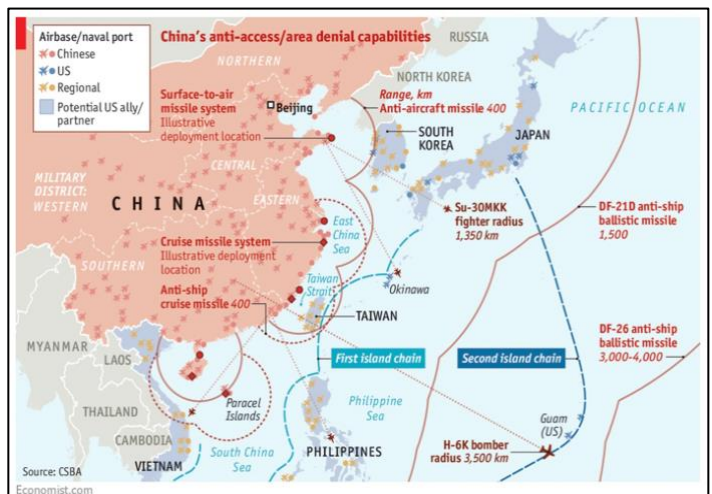 China's anti-access/area denial capabilities
Airbase/naval port
Chinese
US
Regional
Potential US ally/
partner
RUSSIA
NORTHERN
NORTH KOREA
Surface-to-air
missile system
Illustrative
deployment location
Beijing
Range, km
Anti-aircraft missile 400
PACIFIC OCEAN
SOUTH
KOREA
JAPAN
CENTRAL
MILITARY
DISTRICT:
WESTERN
CHINA
EASTERN
Su-30MKK
fighter radius
1,350 km
DF-21D anti-ship
ballistic missile
1,500
East
China
Sea
Cruise missile system
Illustrative deployment
location
SOUTHERN
Anti-ship
cruise missile 400
Taiwan
Strait
Okinawa
TAIWAN
DF-26 anti-ship
ballistic missile
3,000-4,000
MYANMAR
LAOS
First island chain
Second island chain
THAILAND
Paracel
Islands
Philippine
Sea
Guam
(US)
CAMBODIA
VIETNAM
South China
Sea
PHILIPPINES
H-6K bomber
radius 3,500 km
Source: CSBA
Economist.com